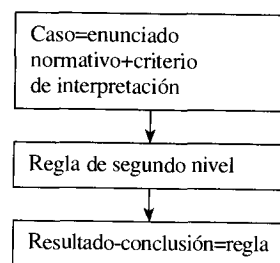 Caso=enunciado
normativo+criterio
de interpretación
Regla de segundo nivel
Resultado-conclusión=regla